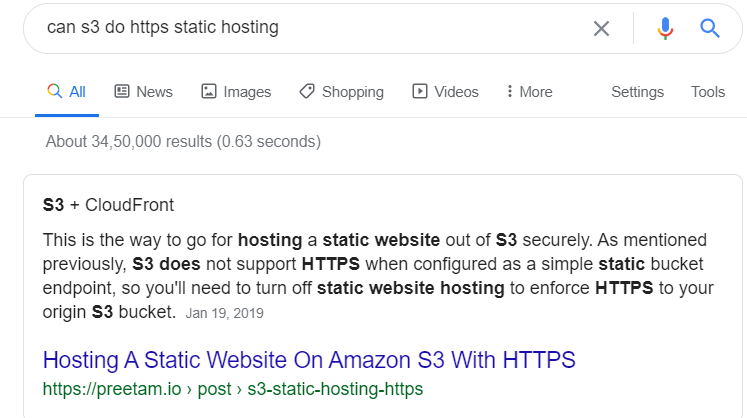 can s3 do https static hosting
All News Images Shopping Videos More Settings Tools
About 34,50,000 results (0.63 seconds)
S3 + CloudFront
This is the way to go for hosting a static website out of S3 securely. As mentioned
previously, S3 does not support HTTPS when configured as a simple static bucket
endpoint, so you'll need to turn off static website hosting to enforce HTTPS to your
origin S3 bucket. Jan 19, 2019
Hosting A Static Website On Amazon S3 With HTTPS
https://preetam.io › post › s3-static-hosting-https